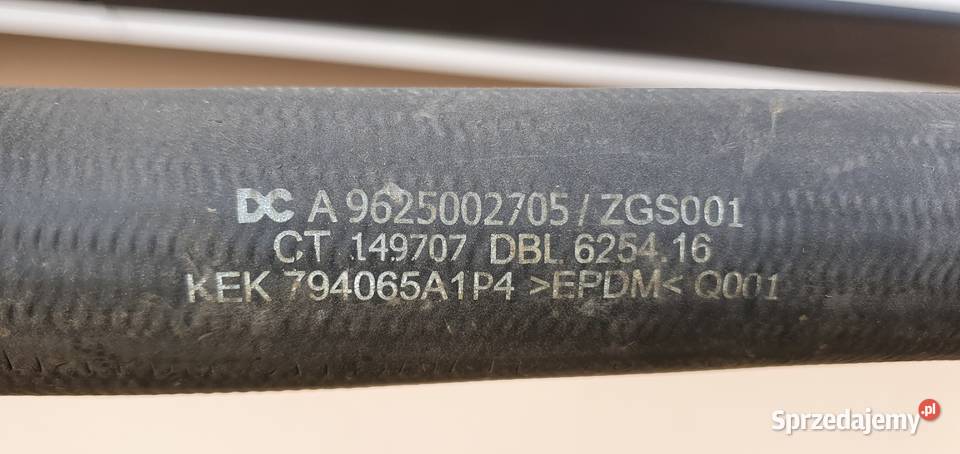 DC A 9625002705/ZGS001
CT 149707 DBL 6254.16
KEK 794065A1P4 >EPDM< Q001
Sprzedajemy.pl